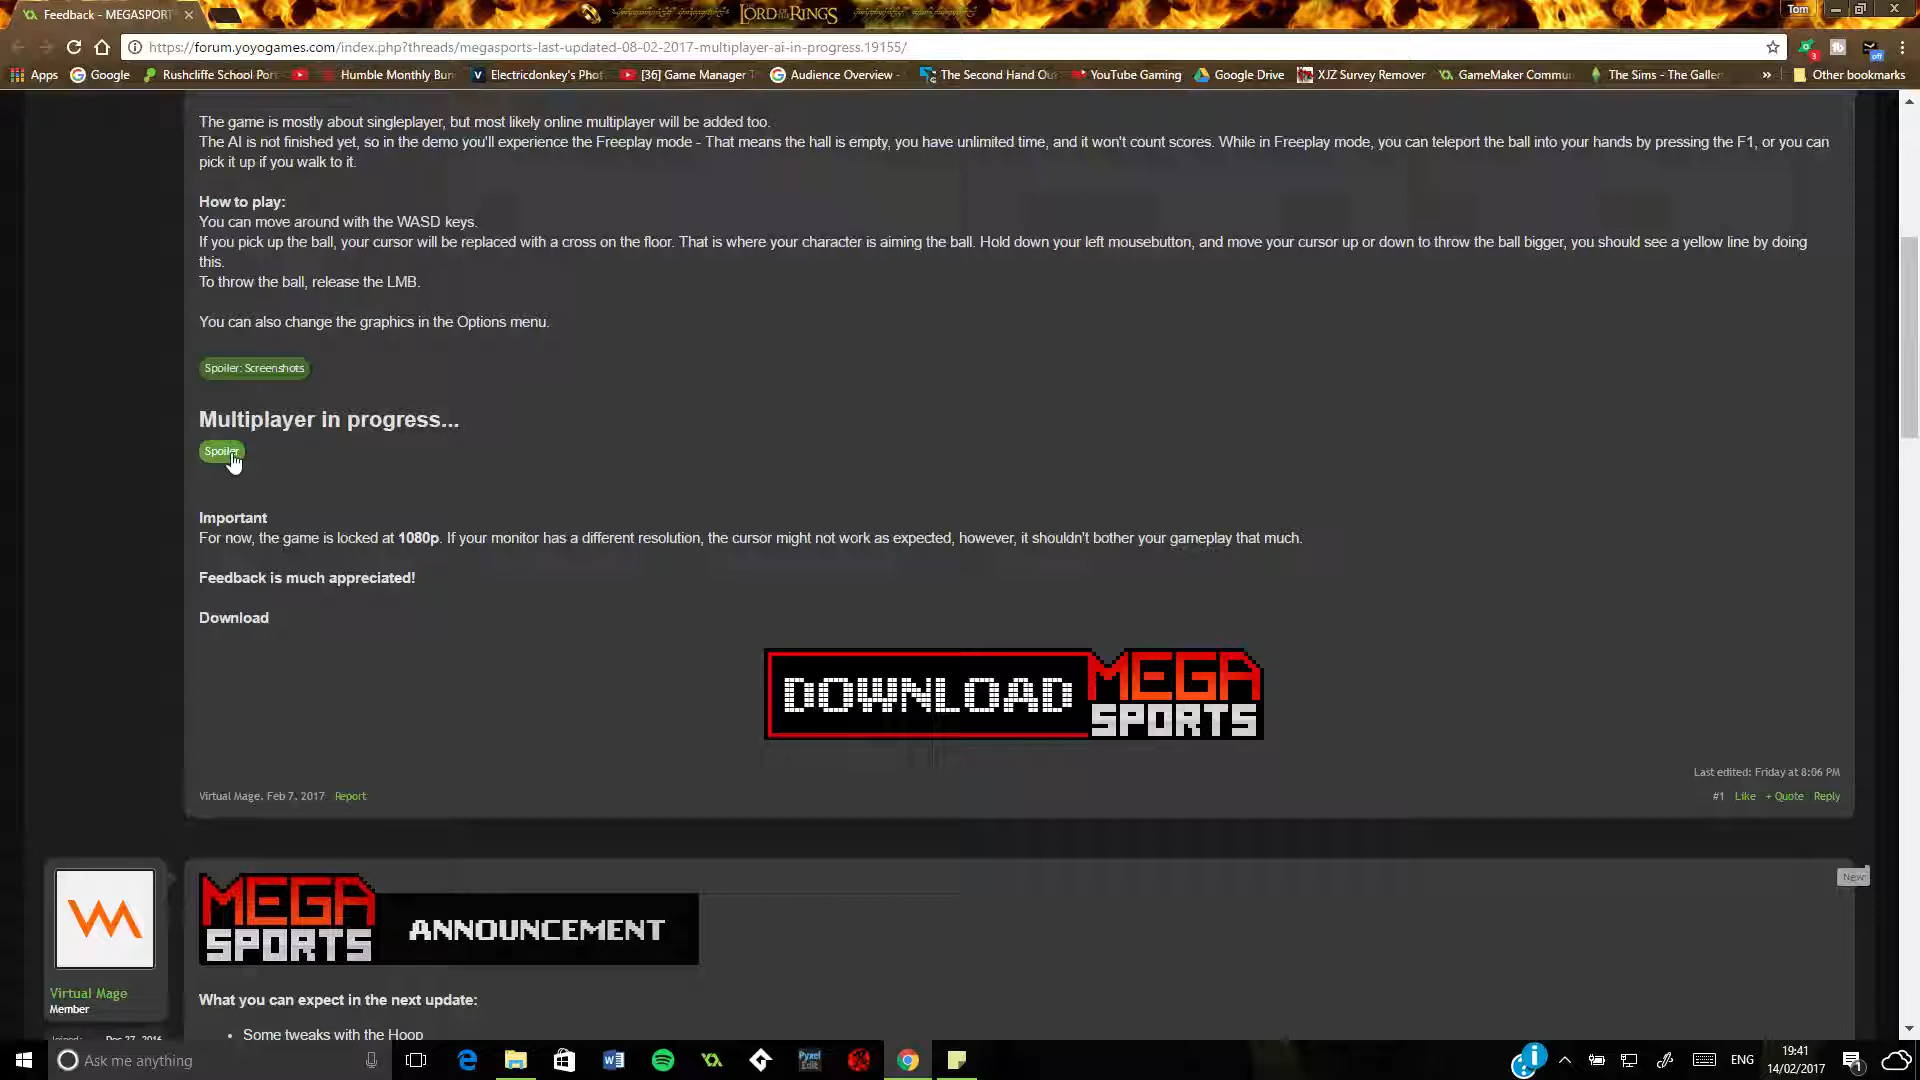 Feedback - MEGASPORT
LORD OF THE RINGS
Tom
https://forum.yoyogames.com/index.php?threads/megasports-last-updated-08-02-2017-multiplayer-ai-in-progress.19155/
Apps
Google
Rushcliffe School Por
Humble Monthly Bun
Electricdonkey's Phot
[36] Game Manager
Audience Overview -
The Second Hand Ou
YouTube Gaming
Google Drive
XJZ Survey Remover
GameMaker Commu
The Sims - The Galler
»
Other bookmarks
The game is mostly about singleplayer, but most likely online multiplayer will be added too.
The AI is not finished yet, so in the demo you'll experience the Freeplay mode - That means the hall is empty, you have unlimited time, and it won't count scores. While in Freeplay mode, you can teleport the ball into your hands by pressing the F1, or you can
pick it up if you walk to it.
How to play:
You can move around with the WASD keys.
If you pick up the ball, your cursor will be replaced with a cross on the floor. That is where your character is aiming the ball. Hold down your left mousebutton, and move your cursor up or down to throw the ball bigger, you should see a yellow line by doing
this.
To throw the ball, release the LMB.
You can also change the graphics in the Options menu.
Spoiler: Screenshots
Multiplayer in progress...
Spoiler
Important
For now, the game is locked at 1080p. If your monitor has a different resolution, the cursor might not work as expected, however, it shouldn't bother your gameplay that much.
Feedback is much appreciated!
Download
DOWNLOAD MEGA SPORTS
Last edited: Friday at 8:06 PM
Virtual Mage, Feb 7, 2017 Report
#1 Like + Quote Reply
MEGA SPORTS ANNOUNCEMENT
New
Virtual Mage
Member
Joined: Dec 27, 2016
What you can expect in the next update:
• Some tweaks with the Hoop
Ask me anything
Pyxel Edit
ENG
19:41
14/02/2017